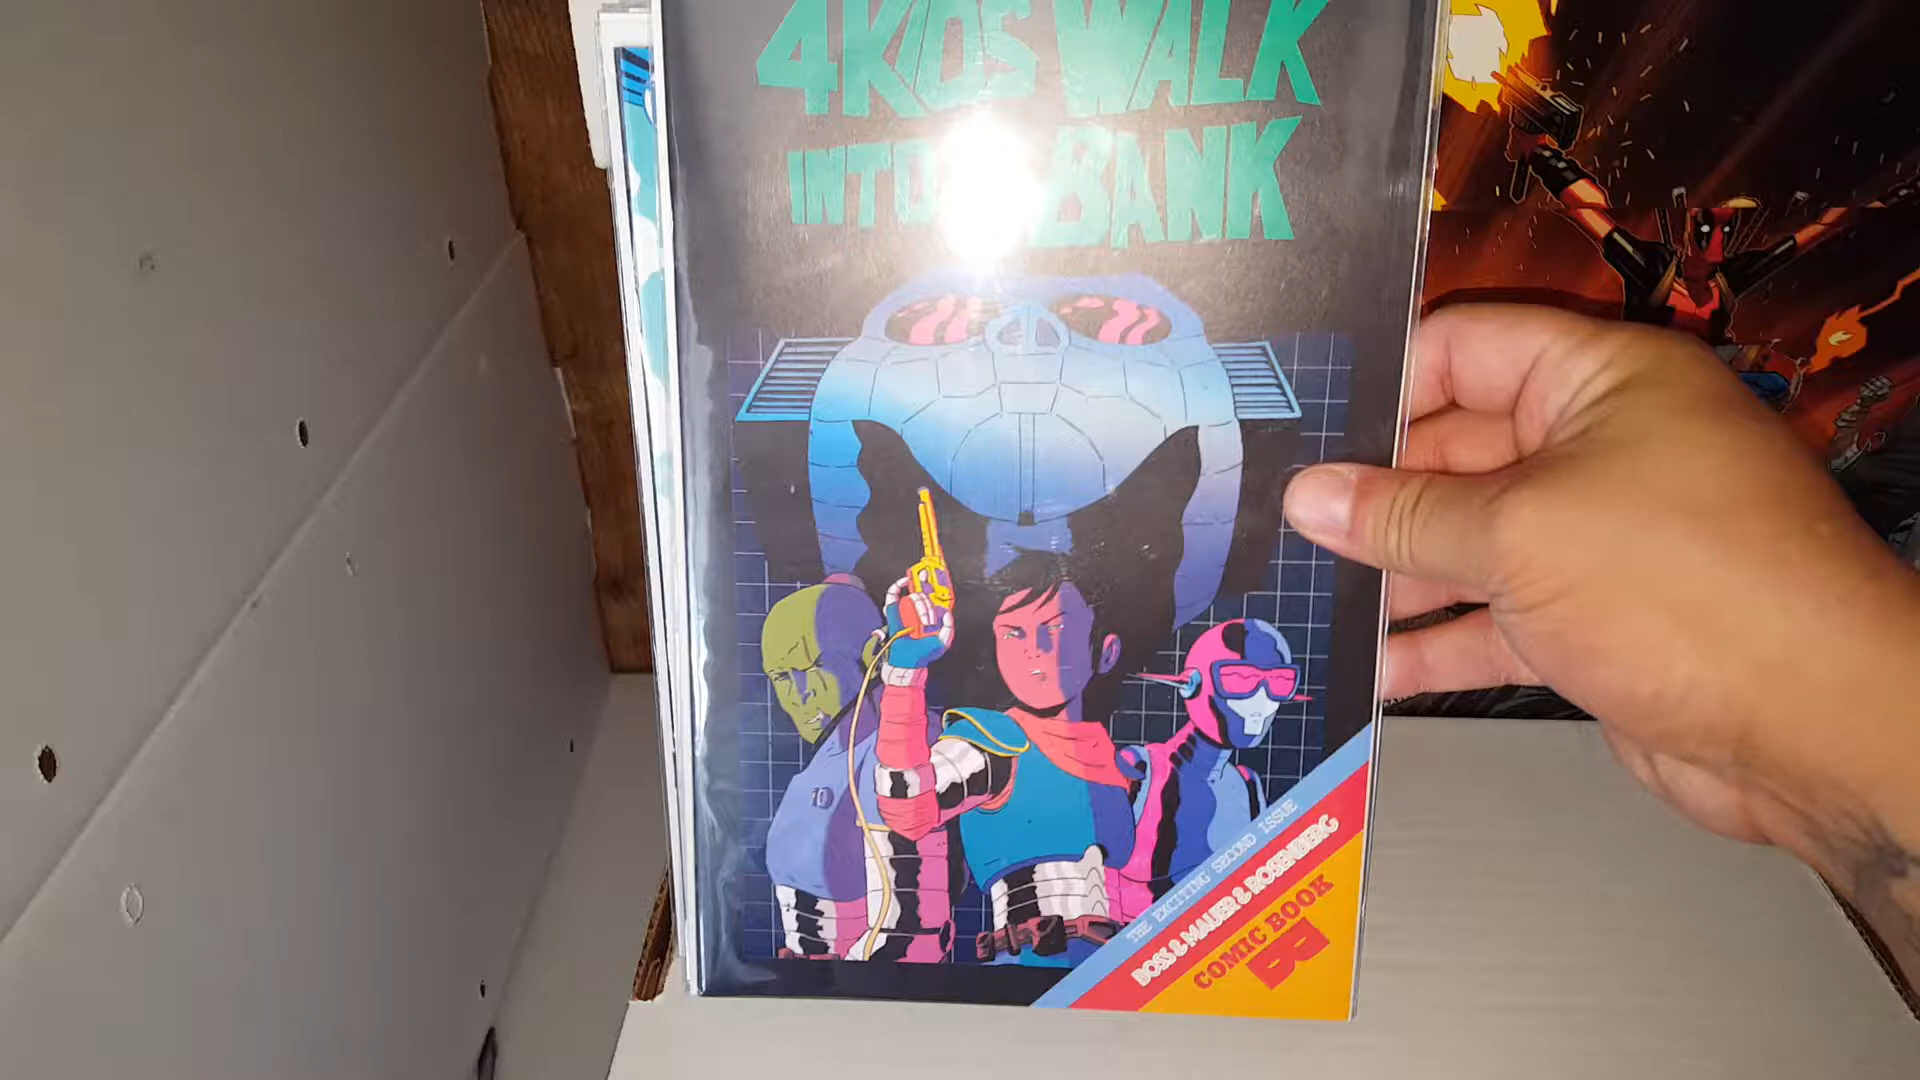 4 KIDS WALK
INTO BANK
THE EXCITING SECOND ISSUE
BOSS & MAUER & ROSENBERG
COMIC BOOK